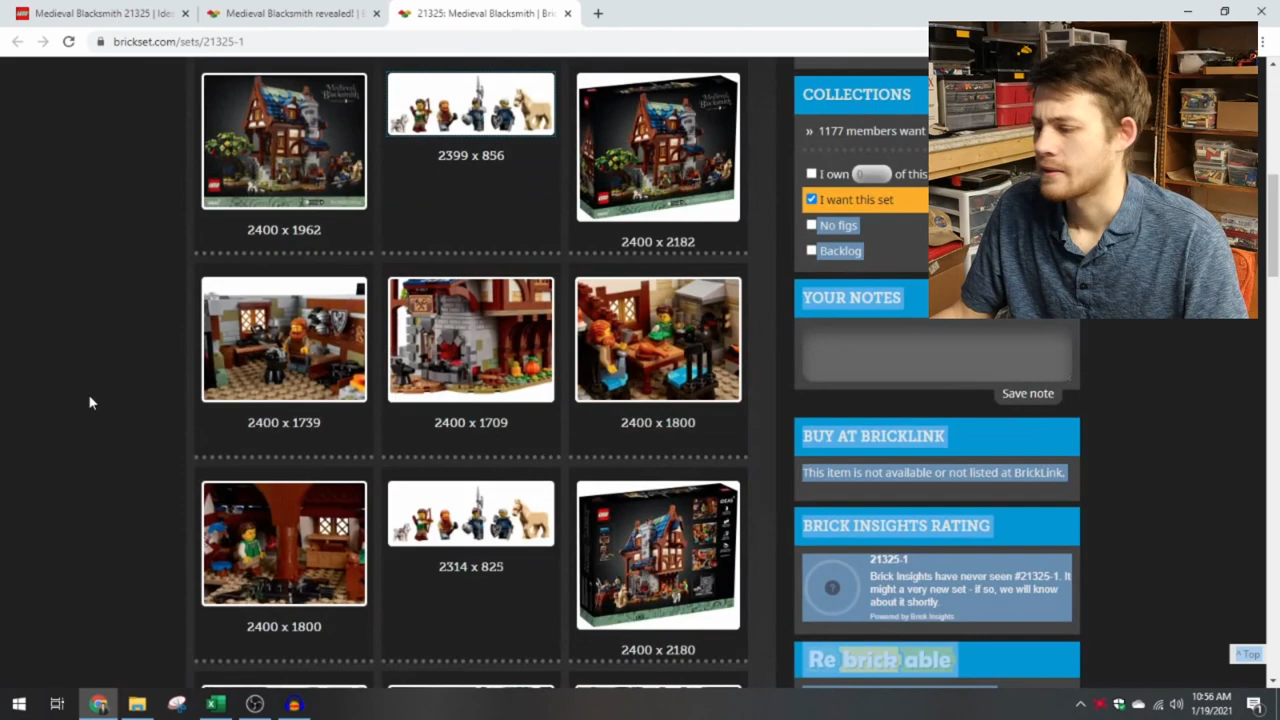 Medieval Blacksmith 21325 | Ide
Medieval Blacksmith revealed! |
21325: Medieval Blacksmith | Bric
brickset.com/sets/21325-1
2400 x 1962
2399 x 856
2400 x 2182
2400 x 1739
2400 x 1709
2400 x 1800
2400 x 1800
2314 x 825
2400 x 2180
COLLECTIONS
» 1177 members want
I own 0 of this
I want this set
No figs
Backlog
YOUR NOTES
Save note
BUY AT BRICKLINK
This item is not available or not listed at BrickLink.
BRICK INSIGHTS RATING
21325-1
Brick Insights have never seen #21325-1. It
might a very new set - if so, we will know
about it shortly.
Powered by Brick Insights
Rebrickable
^ Top
10:56 AM
1/19/2021